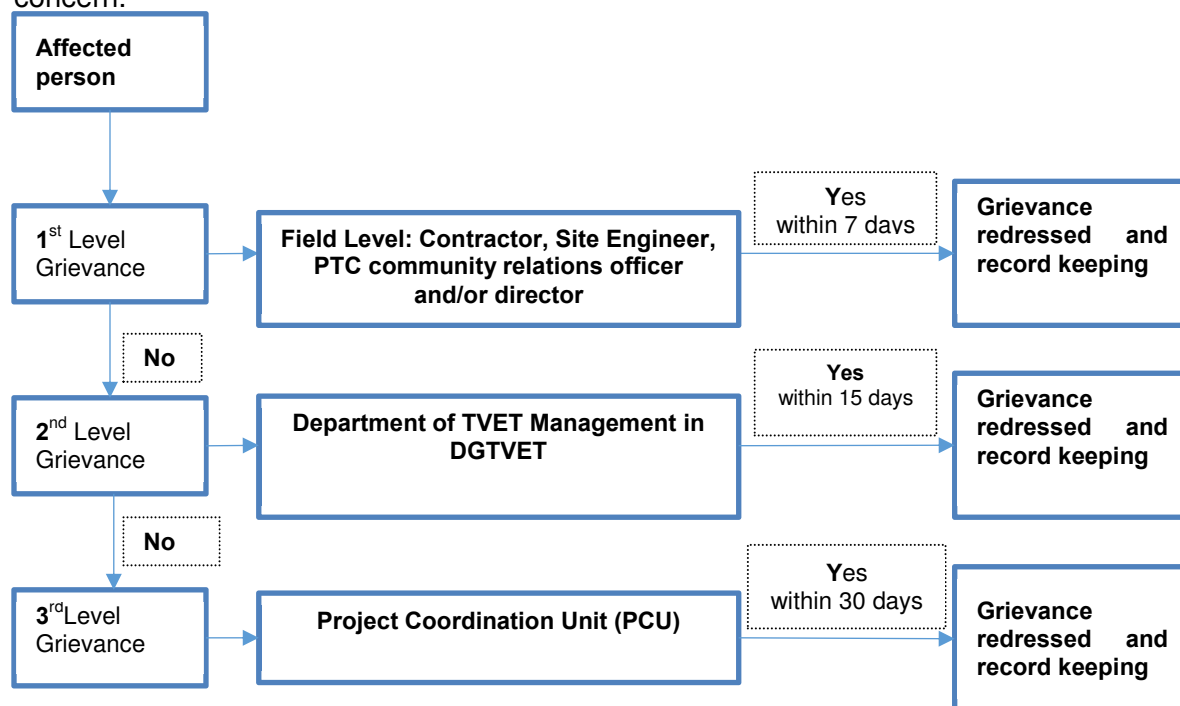 concern.
Affected
person
1st Level
Grievance
Field Level: Contractor, Site Engineer,
PTC community relations officer
and/or director
Yes
within 7 days
Grievance
redressed and
record keeping
No
2nd Level
Grievance
Department of TVET Management in
DGTVET
Yes
within 15 days
Grievance
redressed and
record keeping
No
3rdLevel
Grievance
Project Coordination Unit (PCU)
Yes
within 30 days
Grievance
redressed and
record keeping